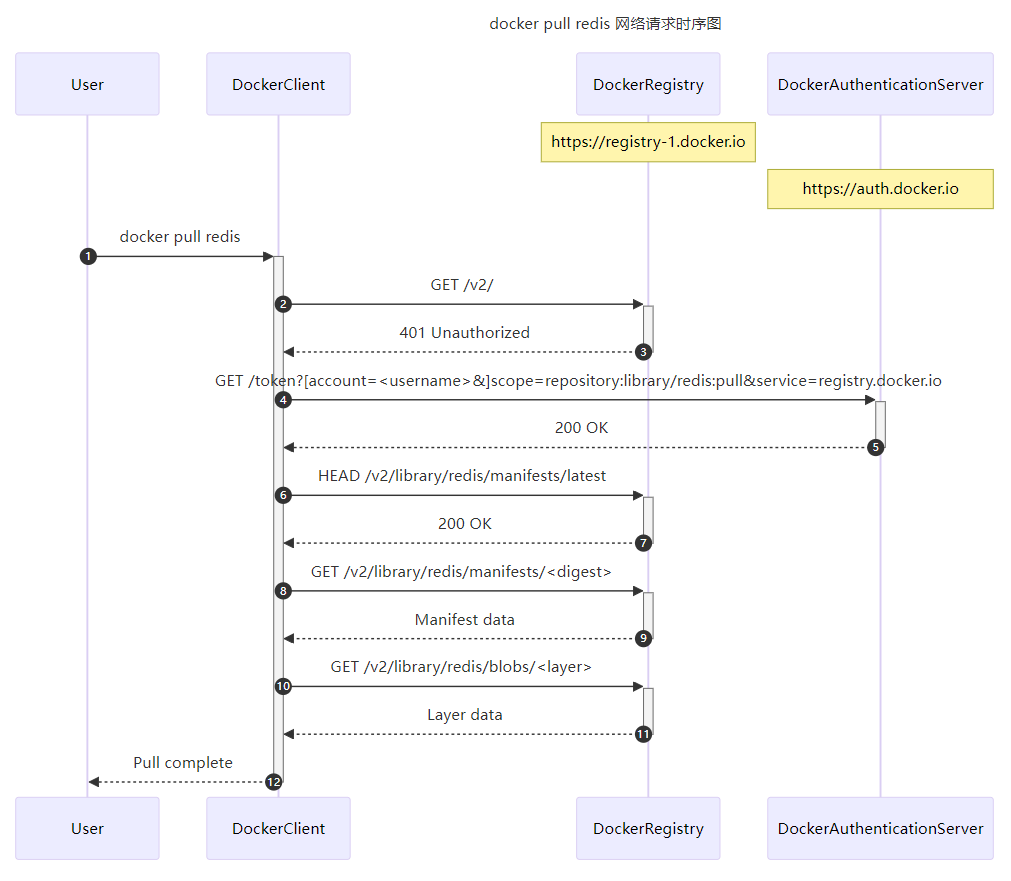 docker pull redis 网络请求时序图
User
DockerClient
DockerRegistry
DockerAuthenticationServer
https://registry-1.docker.io
https://auth.docker.io
docker pull redis
1
GET /v2/
2
401 Unauthorized
3
GET /token?[account=<username>&]scope=repository:library/redis:pull&service=registry.docker.io
4
200 OK
5
HEAD /v2/library/redis/manifests/latest
6
200 OK
7
GET /v2/library/redis/manifests/<digest>
8
Manifest data
9
GET /v2/library/redis/blobs/<layer>
10
Layer data
11
Pull complete
12
User
DockerClient
DockerRegistry
DockerAuthenticationServer